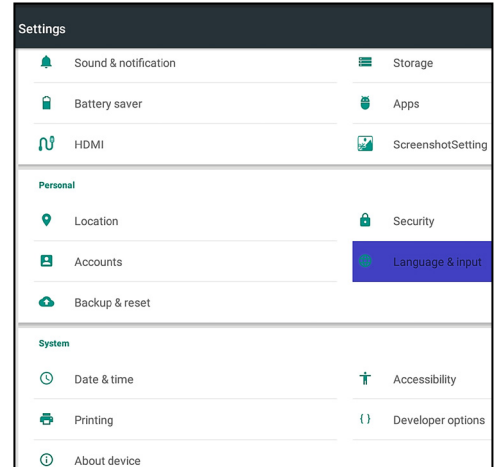 Settings
Sound & notification
Storage
Battery saver
Apps
HDMI
ScreenshotSetting
Personal
Location
Security
Accounts
Language & input
Backup & reset
System
Date & time
Accessibility
Printing
{ } Developer options
About device